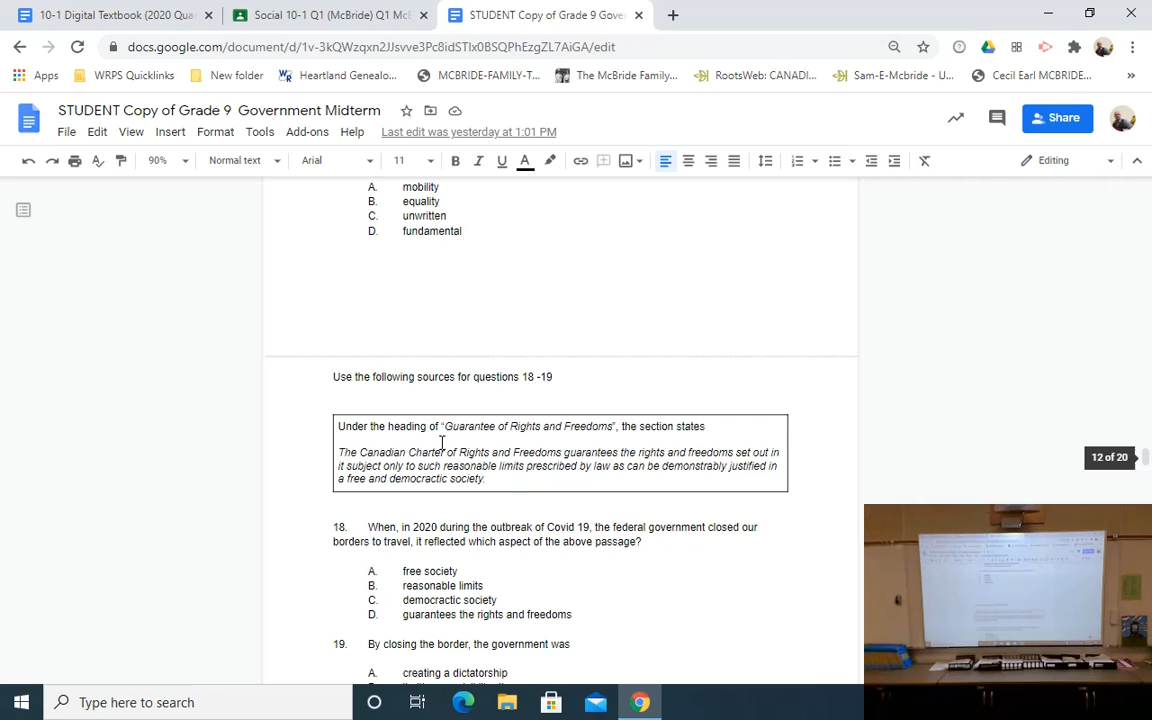 10-1 Digital Textbook (2020 Qua
Social 10-1 Q1 (McBride) Q1 McB
STUDENT Copy of Grade 9 Gover
docs.google.com/document/d/1v-3kQWzqxn2JJsvve3Pc8idSTIx0BSQPhEzgZL7AiGA/edit
Apps
WRPS Quicklinks
New folder
Heartland Genealo...
MCBRIDE-FAMILY-T...
The McBride Family...
RootsWeb: CANADI...
Sam-E-Mcbride - U...
Cecil Earl MCBRIDE...
STUDENT Copy of Grade 9 Government Midterm
File Edit View Insert Format Tools Add-ons Help Last edit was yesterday at 1:01 PM
Share
90% Normal text Arial 11 Editing
A. mobility
B. equality
C. unwritten
D. fundamental
Use the following sources for questions 18 -19
Under the heading of “Guarantee of Rights and Freedoms”, the section states
The Canadian Charter of Rights and Freedoms guarantees the rights and freedoms set out in
it subject only to such reasonable limits prescribed by law as can be demonstrably justified in
a free and democractic society.
12 of 20
18. When, in 2020 during the outbreak of Covid 19, the federal government closed our
borders to travel, it reflected which aspect of the above passage?
A. free society
B. reasonable limits
C. democractic society
D. guarantees the rights and freedoms
19. By closing the border, the government was
A. creating a dictatorship
Type here to search